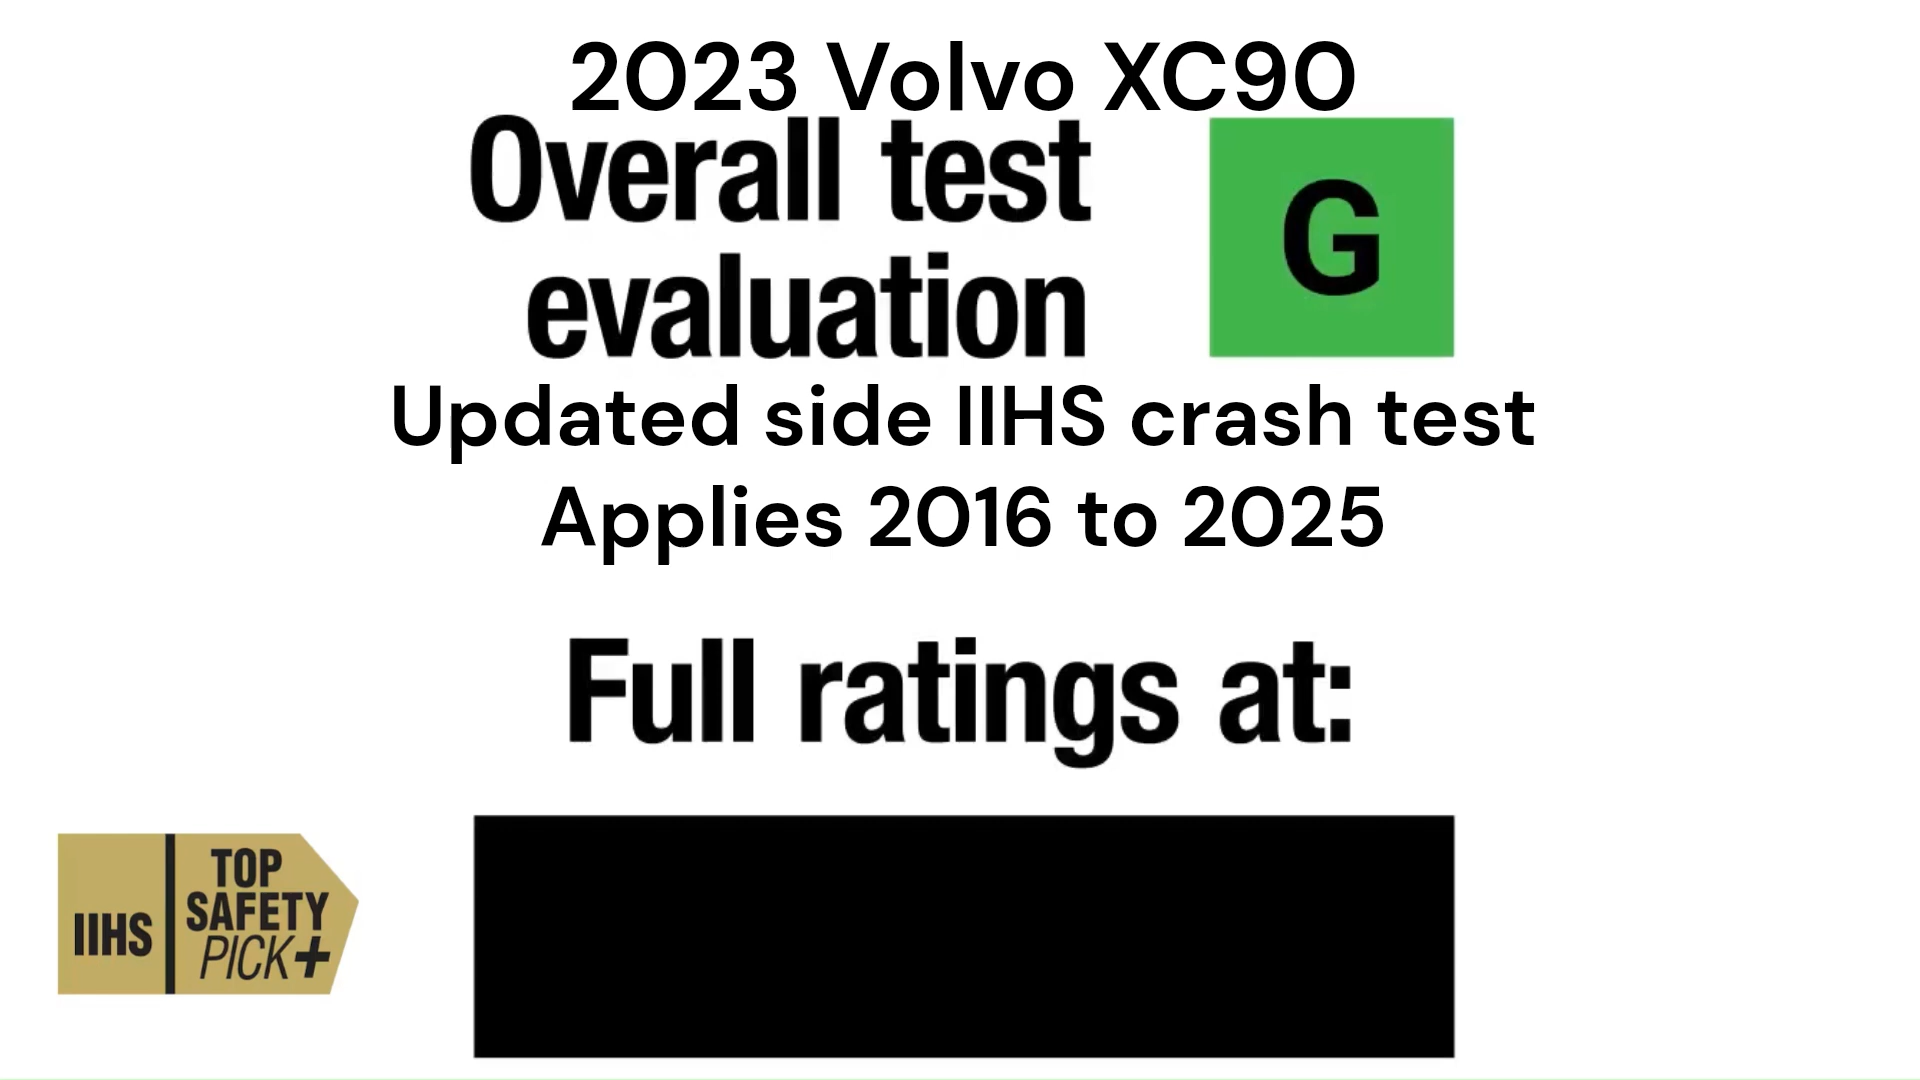 2023 Volvo XC90
Overall test
evaluation
G
Updated side IIHS crash test
Applies 2016 to 2025
Full ratings at:
IIHS
TOP
SAFETY
PICK+